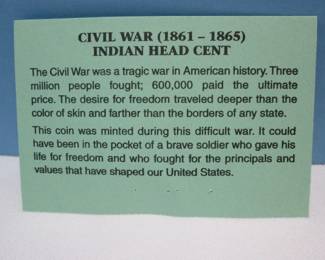 CIVIL WAR (1861 – 1865)
INDIAN HEAD CENT
The Civil War was a tragic war in American history. Three
million people fought; 600,000 paid the ultimate
price. The desire for freedom traveled deeper than the
color of skin and farther than the borders of any state.
This coin was minted during this difficult war. It could
have been in the pocket of a brave soldier who gave his
life for freedom and who fought for the principals and
values that have shaped our United States.